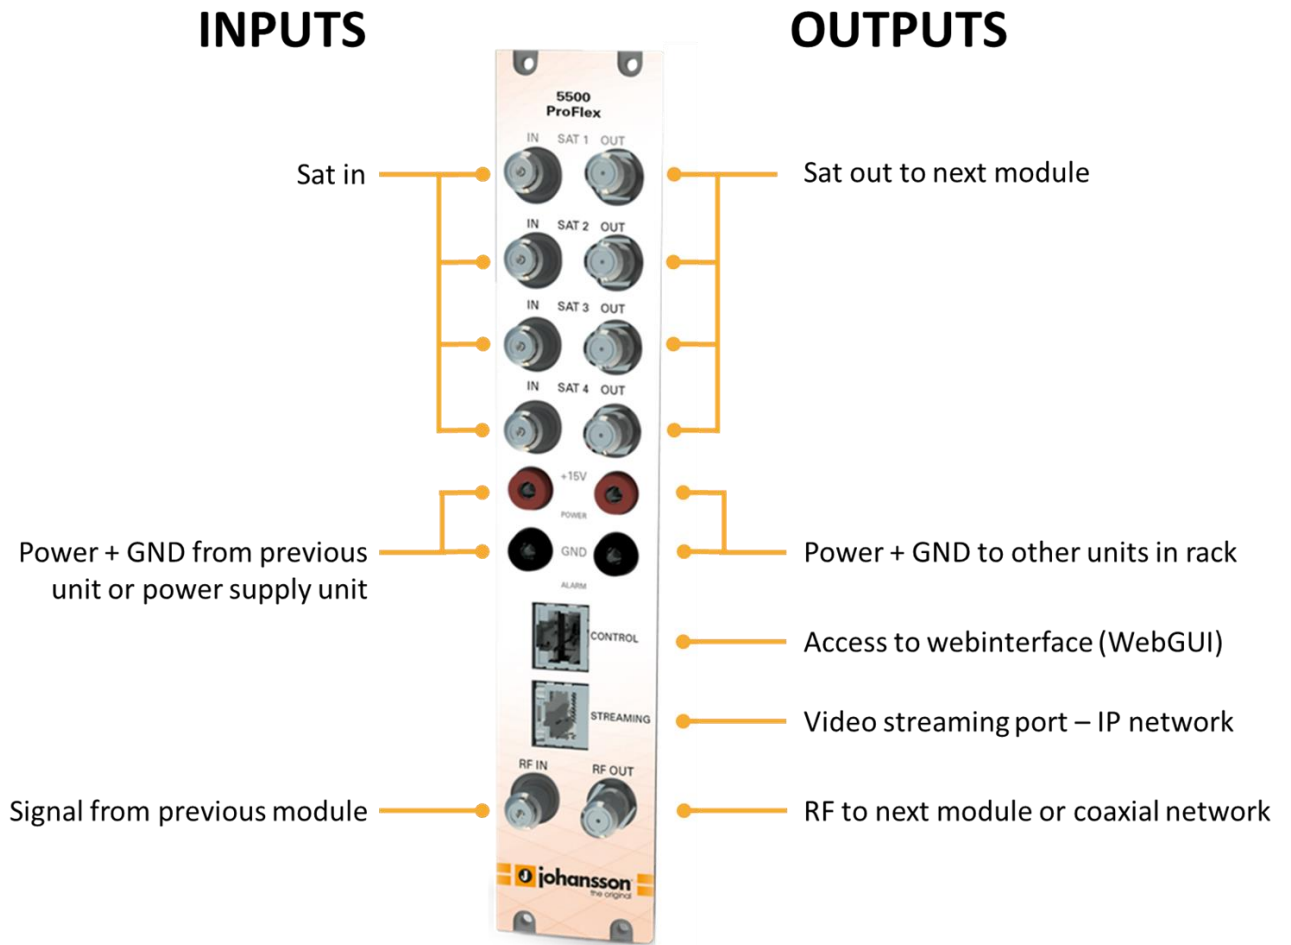 INPUTS
OUTPUTS
5500
ProFlex
IN SAT 1 OUT
Sat in
Sat out to next module
IN SAT 2 OUT
IN SAT 3 OUT
IN SAT 4 OUT
+15V
POWER
Power + GND from previous
unit or power supply unit
GND
Power + GND to other units in rack
ALARM
CONTROL
Access to webinterface (WebGUI)
STREAMING
Video streaming port – IP network
RF IN
RF OUT
Signal from previous module
RF to next module or coaxial network
J johansson
the original